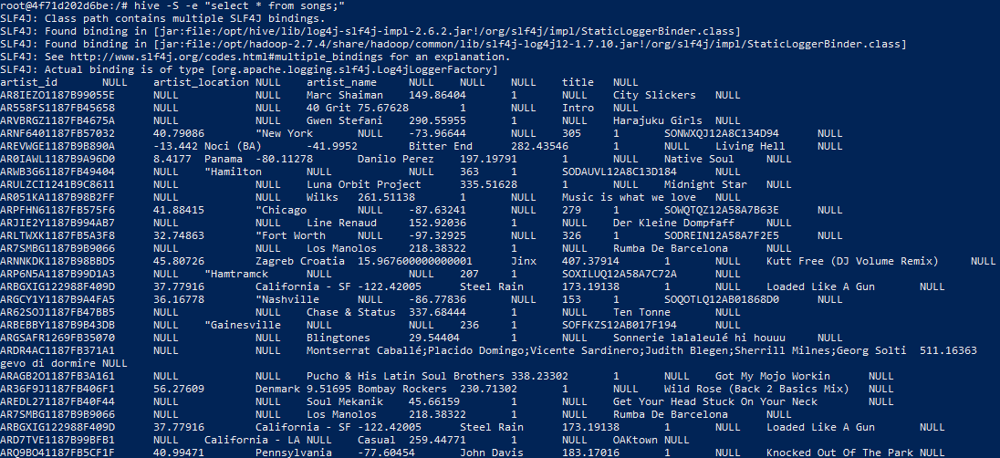 root@4f71d202d6be:/# hive -S -e "select * from songs;"
SLF4J: Class path contains multiple SLF4J bindings.
SLF4J: Found binding in [jar:file:/opt/hive/lib/log4j-slf4j-impl-2.6.2.jar!/org/slf4j/impl/StaticLoggerBinder.class]
SLF4J: Found binding in [jar:file:/opt/hadoop-2.7.4/share/hadoop/common/lib/slf4j-log4j12-1.7.10.jar!/org/slf4j/impl/StaticLoggerBinder.class]
SLF4J: See http://www.slf4j.org/codes.html#multiple_bindings for an explanation.
SLF4J: Actual binding is of type [org.apache.logging.slf4j.Log4jLoggerFactory]
artist_id NULL artist_location NULL artist_name NULL NULL NULL title NULL
AR8IEZO1187B99055E NULL NULL Marc Shaiman 149.86404 1 NULL City Slickers NULL
AR558FS1187FB45658 NULL NULL 40 Grit 75.67628 1 NULL Intro NULL
ARVBRGZ1187FB4675A NULL NULL Gwen Stefani 290.55955 1 NULL Harajuku Girls NULL
ARNF6401187FB57032 40.79086 "New York NULL -73.96644 NULL 305 1 SONWXQJ12A8C134D94 NULL
AREVWGE1187B9B890A -13.442 Noci (BA) -41.9952 Bitter End 282.43546 1 NULL Living Hell NULL
AR0IAWL1187B9A96D0 8.4177 Panama -80.11278 Danilo Perez 197.19791 1 NULL Native Soul NULL
ARWB3G61187FB49404 NULL "Hamilton NULL NULL NULL 363 1 SODAUVL12A8C13D184 NULL
ARULZCI1241B9C8611 NULL NULL Luna Orbit Project 335.51628 1 NULL Midnight Star NULL
AR051KA1187B98B2FF NULL NULL Wilks 261.51138 1 NULL Music is what we love NULL
ARPFHN61187FB575F6 41.88415 "Chicago NULL -87.63241 NULL 279 1 SOWQTQZ12A58A7B63E NULL
ARJIE2Y1187B994AB7 NULL NULL Line Renaud 152.92036 1 NULL Der Kleine Dompfaff NULL
ARLTWXK1187FB5A3F8 32.74863 "Fort Worth NULL -97.32925 NULL 326 1 SODREIN12A58A7F2E5 NULL
AR7SMBG1187B9B9066 NULL NULL Los Manolos 218.38322 1 NULL Rumba De Barcelona NULL
ARNNKDK1187B98BBD5 45.80726 Zagreb Croatia 15.967600000000001 Jinx 407.37914 1 NULL Kutt Free (DJ Volume Remix) NULL
ARP6N5A1187B99D1A3 NULL "Hamtramck NULL NULL NULL 207 1 SOXILUQ12A58A7C72A NULL
ARBGXIG122988F409D 37.77916 California - SF -122.42005 Steel Rain 173.19138 1 NULL Loaded Like A Gun NULL
ARGCY1Y1187B9A4FA5 36.16778 "Nashville NULL -86.77836 NULL 153 1 SOQOTLQ12AB01868D0 NULL
AR62SOJ1187FB47BB5 NULL NULL Chase & Status 337.68444 1 NULL Ten Tonne NULL
ARBEBBY1187B9B43DB NULL "Gainesville NULL NULL NULL 236 1 SOFFKZS12AB017F194 NULL
ARGSAFR1269FB35070 NULL NULL Blingtones 29.54404 1 NULL Sonnerie lalaleulé hi houuu NULL
ARDR4AC1187FB371A1 NULL NULL Montserrat Caballé;Placido Domingo;Vicente Sardinero;Judith Blegen;Sherrill Milnes;Georg Solti 511.16363
gevo di dormire NULL
ARAGB2O1187FB3A161 NULL NULL Pucho & His Latin Soul Brothers 338.23302 1 NULL Got My Mojo Workin NULL
AR36F9J1187FB406F1 56.27609 Denmark 9.51695 Bombay Rockers 230.71302 1 NULL Wild Rose (Back 2 Basics Mix) NULL
AREDL271187FB40F44 NULL NULL Soul Mekanik 45.66159 1 NULL Get Your Head Stuck On Your Neck NULL
AR7SMBG1187B9B9066 NULL NULL Los Manolos 218.38322 1 NULL Rumba De Barcelona NULL
ARBGXIG122988F409D 37.77916 California - SF -122.42005 Steel Rain 173.19138 1 NULL Loaded Like A Gun NULL
ARD7TVE1187B99BFB1 NULL California - LA NULL Casual 259.44771 1 NULL OAKtown NULL
ARQ9BO41187FB5CF1F 40.99471 Pennsylvania -77.60454 John Davis 183.17016 1 NULL Knocked Out Of The Park NULL